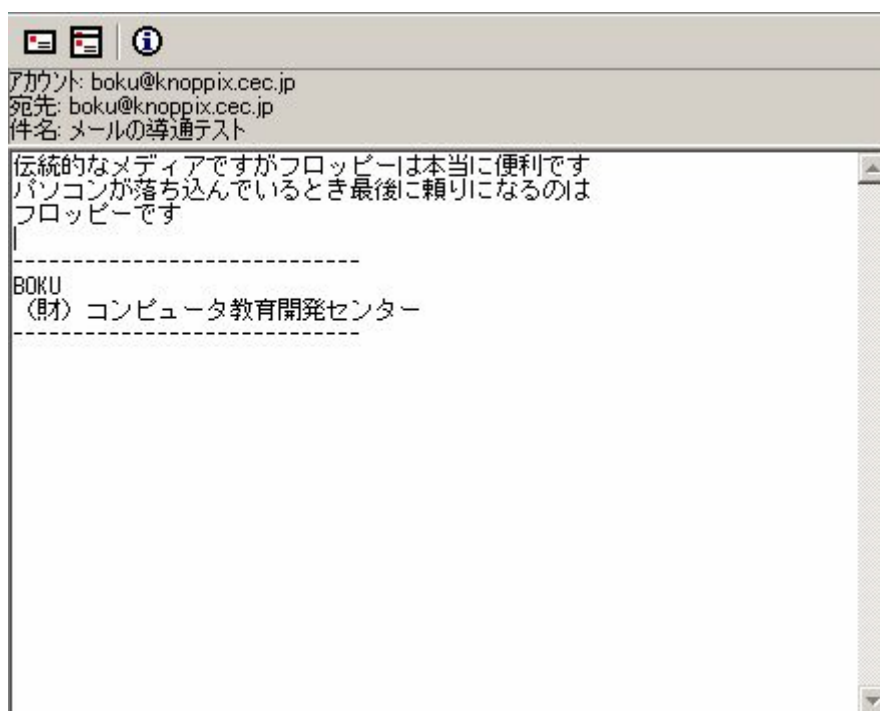 アカウント: boku@knoppix.cec.jp
宛先: boku@knoppix.cec.jp
件名: メールの導通テスト
伝統的なメディアですがフロッピーは本当に便利です
パソコンが落ち込んでいるとき最後に頼りになるのは
フロッピーです
-----------------------------
BOKU
（財）コンピュータ教育開発センター
-----------------------------